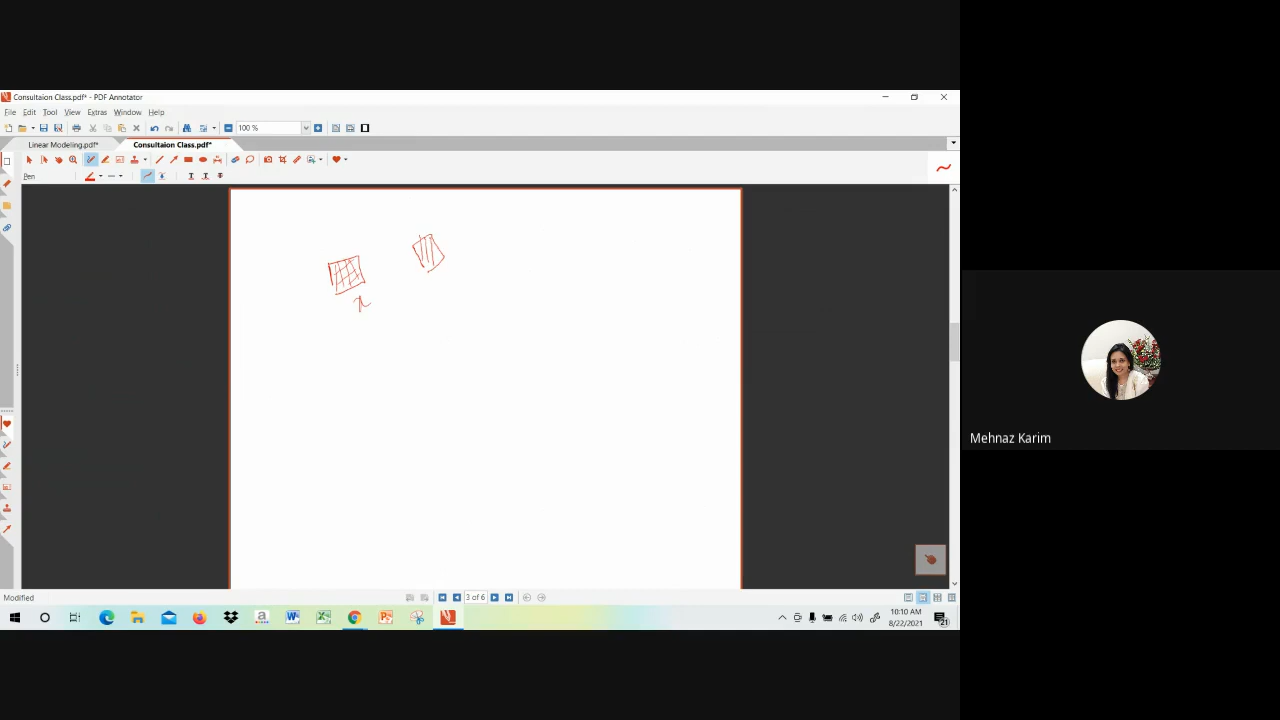 Consultaion Class.pdf* - PDF Annotator
File Edit Tool View Extras Window Help
100 %
Linear Modeling.pdf* Consultaion Class.pdf*
Pen
x
Mehnaz Karim
Modified
3 of 6
10:10 AM
8/22/2021
21